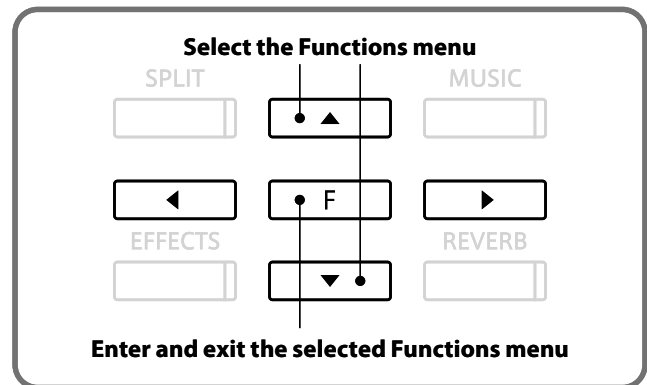 Select the Functions menu
SPLIT MUSIC
F
EFFECTS REVERB
Enter and exit the selected Functions menu